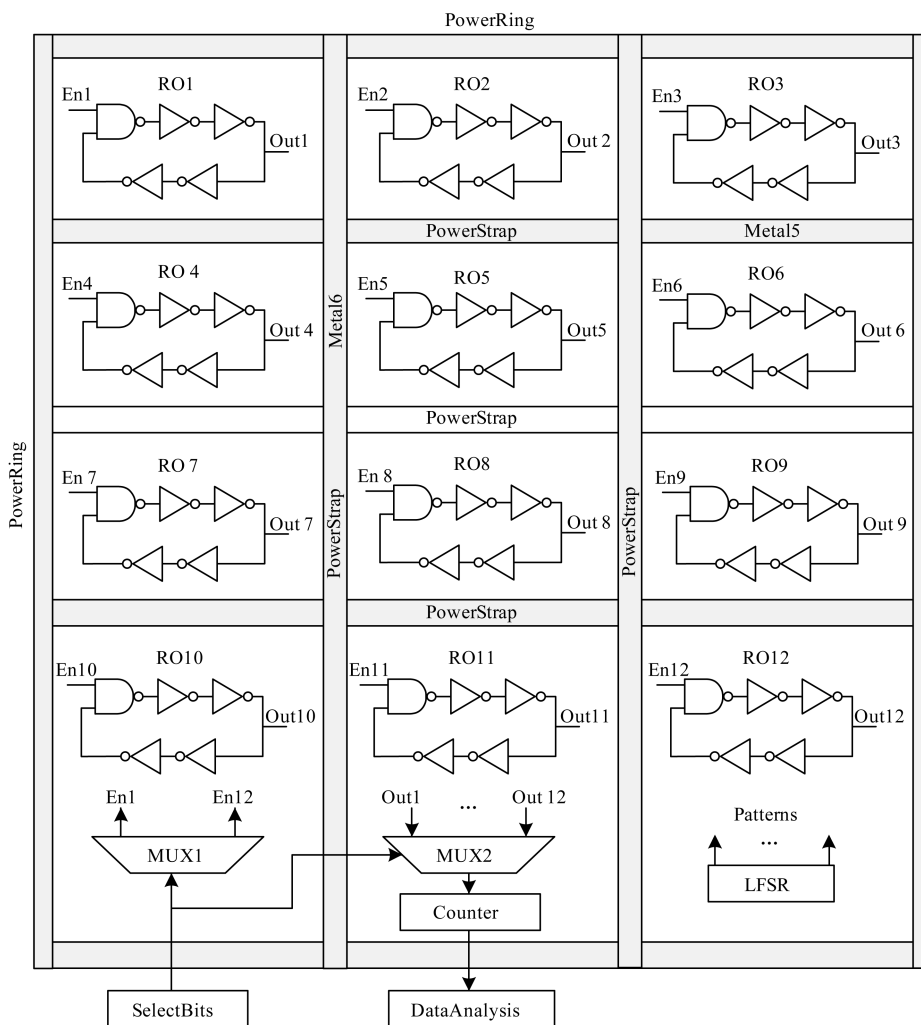 PowerRing
RO1
RO2
RO3
En1
En2
En3
Out1
Out 2
Out3
PowerStrap
Metal5
RO 4
RO5
RO6
En4
En5
En6
Out 4
Out5
Out 6
Metal6
PowerStrap
PowerRing
RO 7
RO8
RO9
En 7
En 8
En9
Out 7
Out 8
Out 9
PowerStrap
PowerStrap
PowerStrap
RO10
RO11
RO12
En10
En11
En12
Out10
Out11
Out12
En1
En12
Out1
...
Out 12
Patterns
...
MUX1
MUX2
LFSR
Counter
SelectBits
DataAnalysis